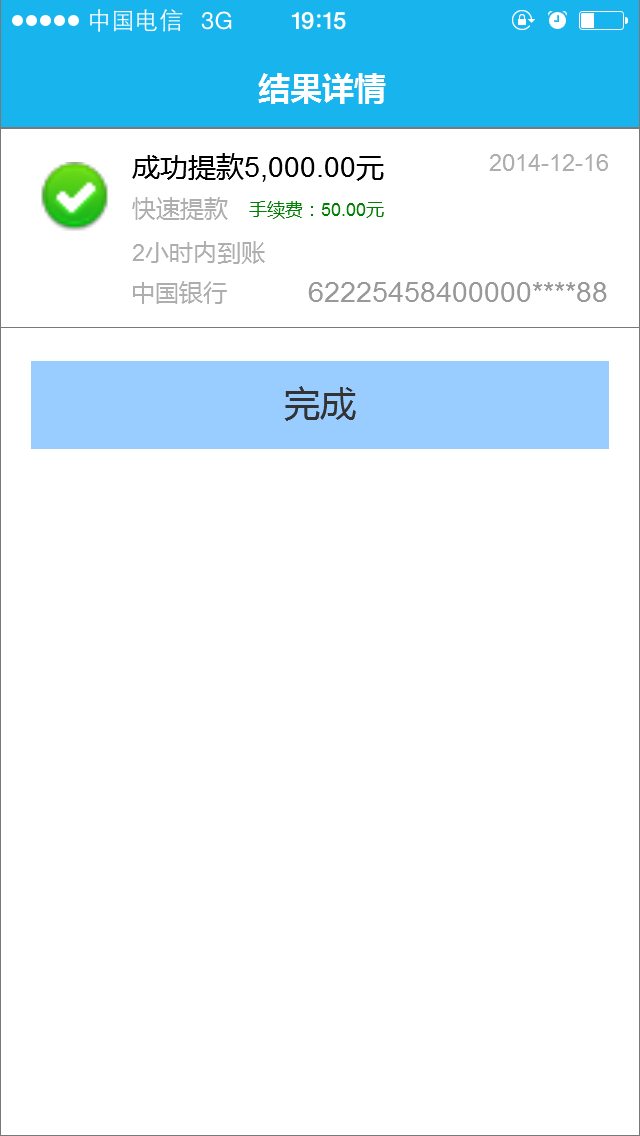 中国电信 3G 19:15
结果详情
成功提款5,000.00元 2014-12-16
快速提款 手续费：50.00元
2小时内到账
中国银行 62225458400000****88
完成